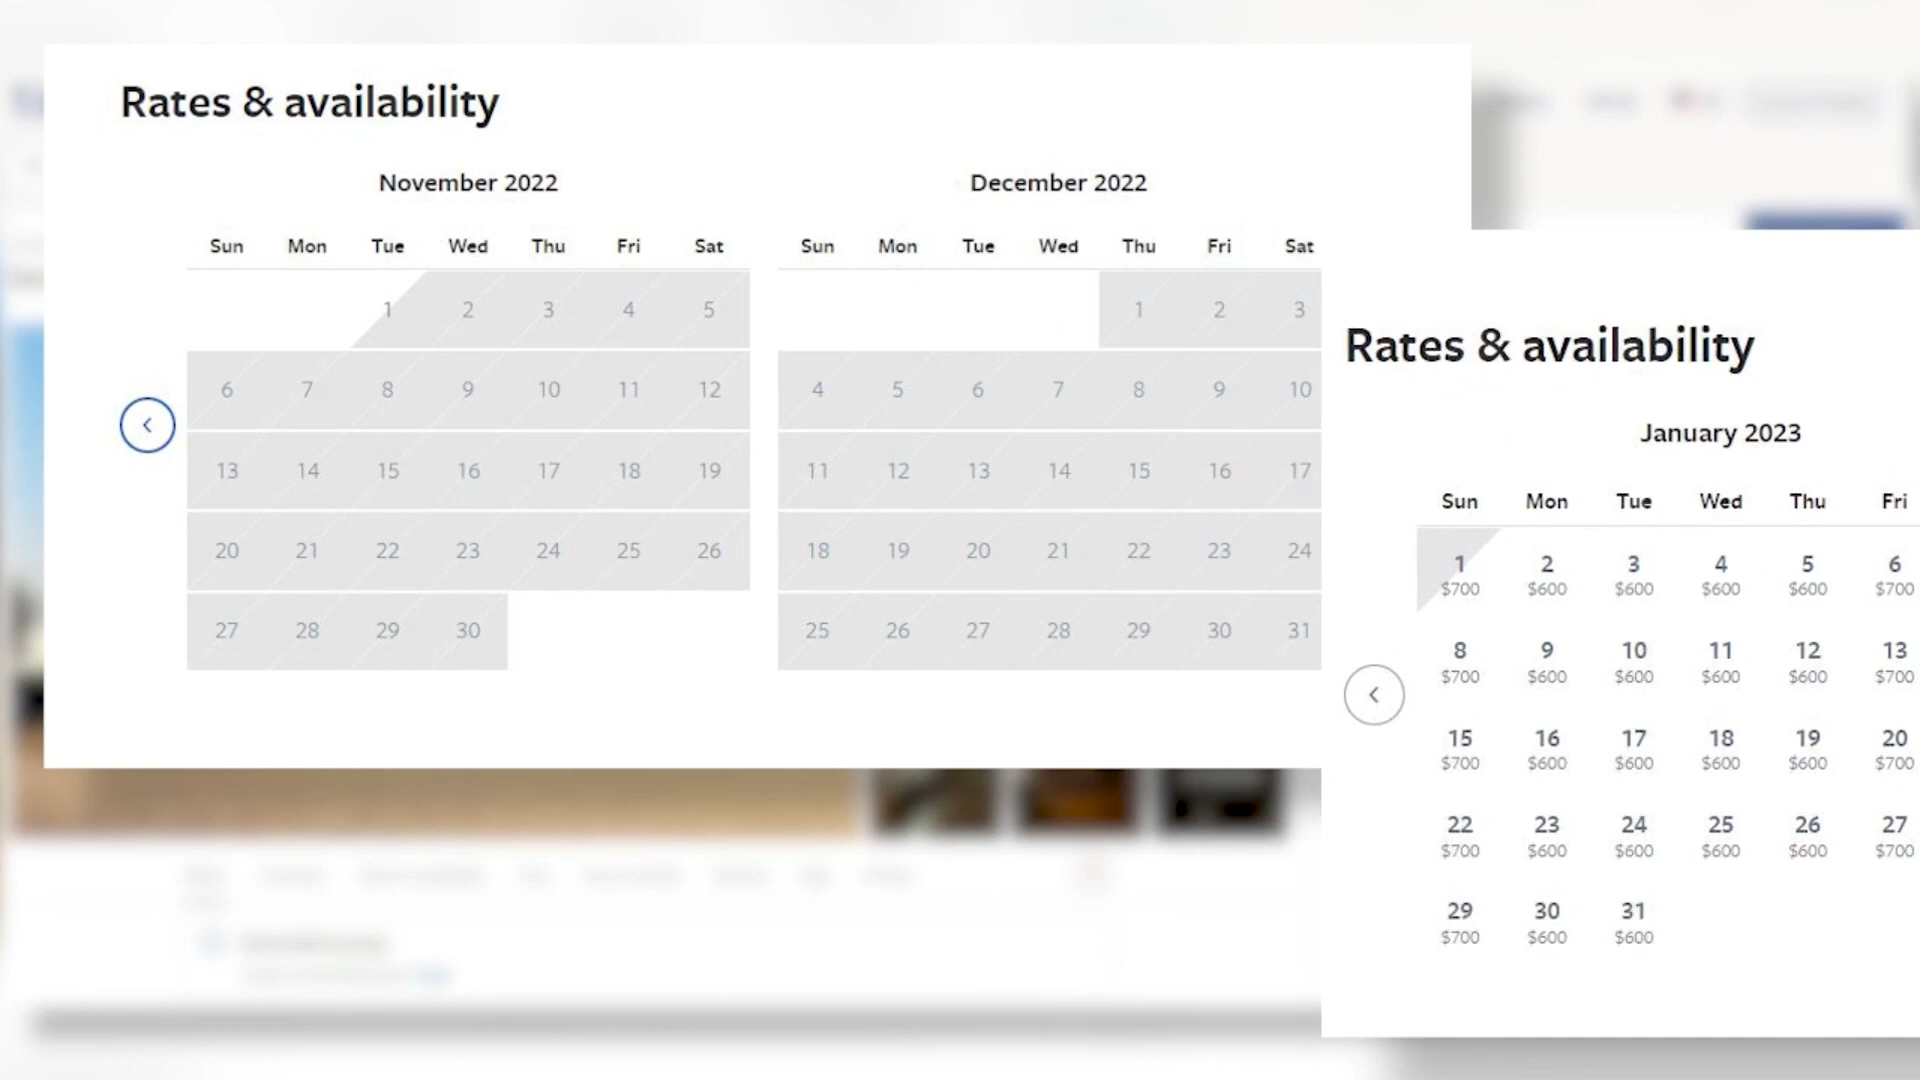 Rates & availability
November 2022
Sun Mon Tue Wed Thu Fri Sat
1 2 3 4 5
6 7 8 9 10 11 12
13 14 15 16 17 18 19
20 21 22 23 24 25 26
27 28 29 30
December 2022
Sun Mon Tue Wed Thu Fri Sat
1 2 3
4 5 6 7 8 9 10
11 12 13 14 15 16 17
18 19 20 21 22 23 24
25 26 27 28 29 30 31
Rates & availability
January 2023
Sun Mon Tue Wed Thu Fri
1 2 3 4 5 6
$700 $600 $600 $600 $600 $700
8 9 10 11 12 13
$700 $600 $600 $600 $600 $700
15 16 17 18 19 20
$700 $600 $600 $600 $600 $700
22 23 24 25 26 27
$700 $600 $600 $600 $600 $700
29 30 31
$700 $600 $600